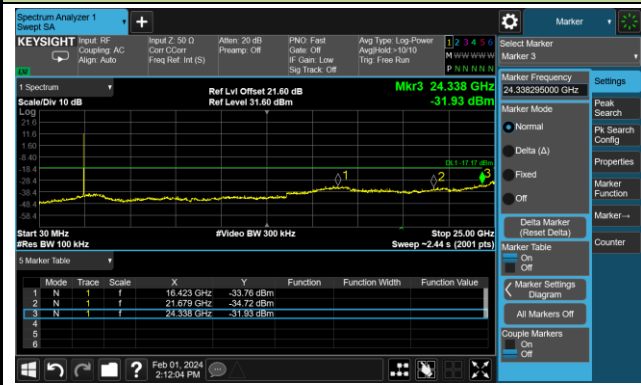 Spectrum Analyzer 1
Swept SA
+
Marker
KEYSIGHT
Input: RF
Coupling: AC
Align: Auto
Input Z: 50 Ω
Corr CCorr
Freq Ref: Int (S)
Atten: 20 dB
Preamp: Off
PNO: Fast
Gate: Off
IF Gain: Low
Sig Track: Off
Avg Type: Log-Power
Avg|Hold:>10/10
Trig: Free Run
1 2 3 4 5 6
M W W W W W
P N N N N N
LXI
Select Marker
Marker 3
1 Spectrum
Scale/Div 10 dB
Log
Ref Lvl Offset 21.60 dB
Ref Level 31.60 dBm
Mkr3 24.338 GHz
-31.93 dBm
21.6
11.6
1.60
-8.40
-18.4
-28.4
-38.4
-48.4
-58.4
DL1 -17.17 dBm
1
2
3
Start 30 MHz
#Res BW 100 kHz
#Video BW 300 kHz
Stop 25.00 GHz
Sweep ~2.44 s (2001 pts)
5 Marker Table
Mode Trace Scale X Y Function Function Width Function Value
1 N 1 f 16.423 GHz -33.76 dBm
2 N 1 f 21.679 GHz -34.72 dBm
3 N 1 f 24.338 GHz -31.93 dBm
4
5
6
Marker Frequency
24.338295000 GHz
Marker Mode
Normal
Delta (Δ)
Fixed
Off
Delta Marker
(Reset Delta)
Marker Table
On
Off
Marker Settings
Diagram
All Markers Off
Couple Markers
On
Off
Settings
Peak
Search
Pk Search
Config
Properties
Marker
Function
Marker→
Counter
?
Feb 01, 2024
2:12:04 PM